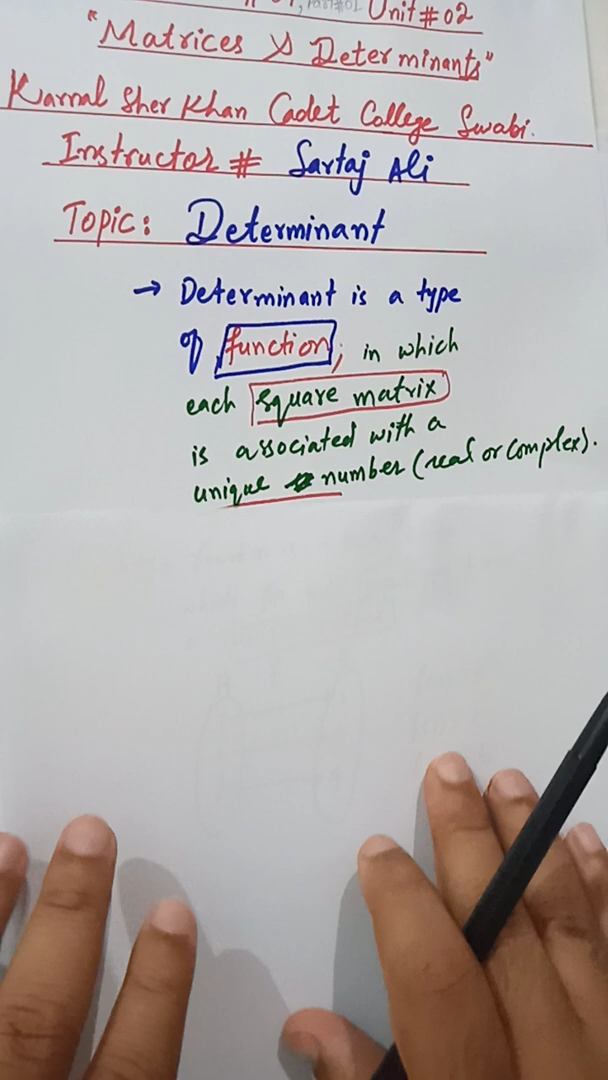 Unit#02
"Matrices & Determinants"
Karnal Sher Khan Cadet College Swabi.
Instructor # Sartaj Ali
Topic: Determinant
→ Determinant is a type
of function, in which
each square matrix
is associated with a
unique number (real or complex).